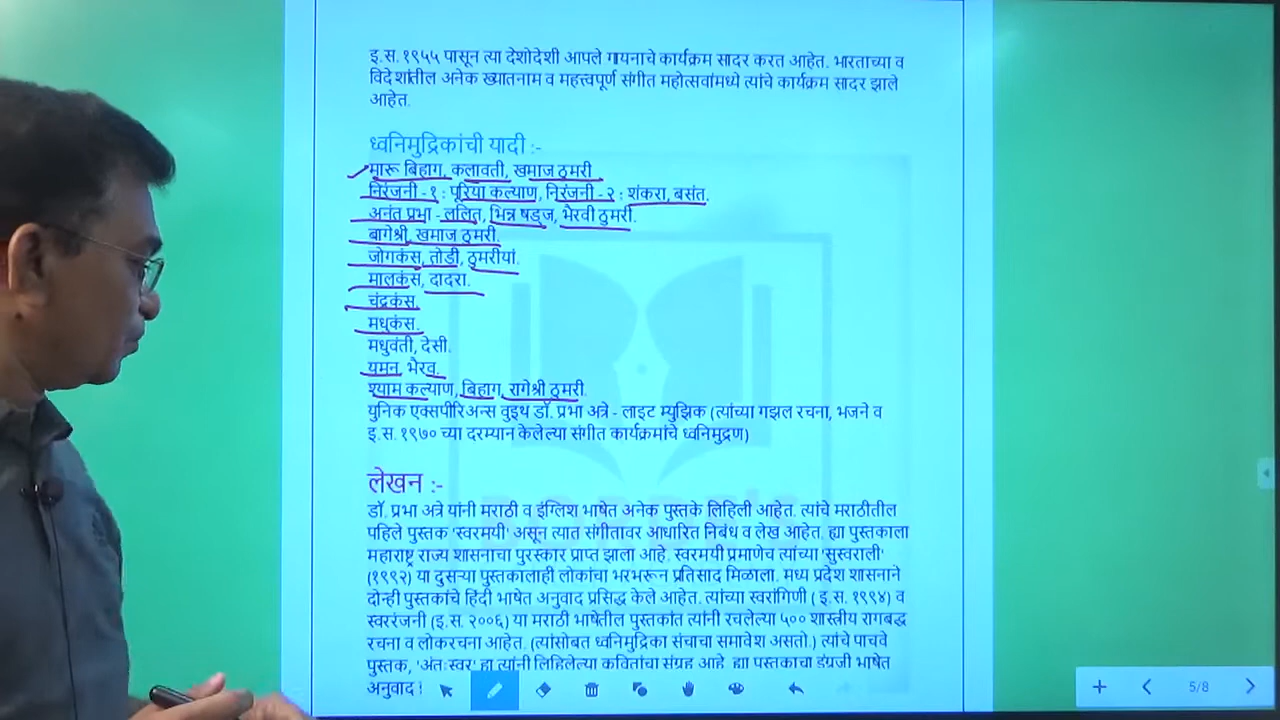 इ.स. १९५५ पासून त्या देशोदेशी आपले गायनाचे कार्यक्रम सादर करत आहेत. भारताच्या व
विदेशांतील अनेक ख्यातनाम व महत्त्वपूर्ण संगीत महोत्सवांमध्ये त्यांचे कार्यक्रम सादर झाले
आहेत.
ध्वनिमुद्रिकांची यादी :-
मारू बिहाग, कलावती, खमाज ठुमरी
निरंजनी - १ : पूरिया कल्याण, निरंजनी - २ : शंकरा, बसंत.
अनंत प्रभा - ललित, भिन्न षड्ज, भैरवी ठुमरी.
बागेश्री, खमाज ठुमरी.
जोगकंस, तोडी, ठुमरीयां.
मालकंस, दादरा.
चंद्रकंस.
मधुकंस.
मधुवंती, देसी.
यमन, भैरव.
श्याम कल्याण, बिहाग, रागेश्री ठुमरी.
युनिक एक्सपीरिअन्स वुइथ डॉ. प्रभा अत्रे - लाइट म्युझिक (त्यांच्या गझल रचना, भजने व
इ.स. १९७० च्या दरम्यान केलेल्या संगीत कार्यक्रमांचे ध्वनिमुद्रण)
लेखन :-
डॉ. प्रभा अत्रे यांनी मराठी व इंग्लिश भाषेत अनेक पुस्तके लिहिली आहेत. त्यांचे मराठीतील
पहिले पुस्तक 'स्वरमयी' असून त्यात संगीतावर आधारित निबंध व लेख आहेत. ह्या पुस्तकाला
महाराष्ट्र राज्य शासनाचा पुरस्कार प्राप्त झाला आहे. स्वरमयी प्रमाणेच त्यांच्या 'सुस्वराली'
(१९९२) या दुसऱ्या पुस्तकालाही लोकांचा भरभरून प्रतिसाद मिळाला. मध्य प्रदेश शासनाने
दोन्ही पुस्तकांचे हिंदी भाषेत अनुवाद प्रसिद्ध केले आहेत. त्यांच्या स्वरांगिणी ( इ.स. १९९४) व
स्वररंजनी (इ.स. २००६) या मराठी भाषेतील पुस्तकांत त्यांनी रचलेल्या ५०० शास्त्रीय रागबद्ध
रचना व लोकरचना आहेत. (त्यांसोबत ध्वनिमुद्रिका संचाचा समावेश असतो.) त्यांचे पाचवे
पुस्तक, 'अंतःस्वर' हा त्यांनी लिहिलेल्या कवितांचा संग्रह आहे. ह्या पुस्तकाचा इंग्रजी भाषेत
अनुवाद
5/8